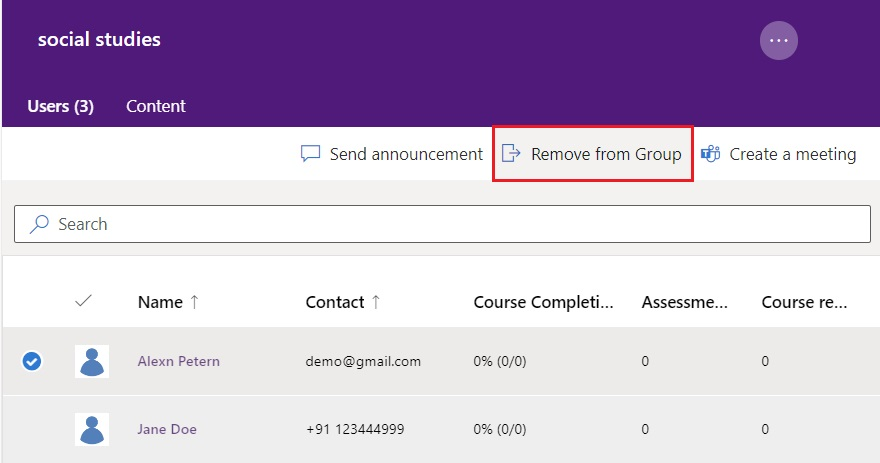 social studies
Users (3) Content
Send announcement Remove from Group Create a meeting
Search
Name Contact Course Completi... Assessme... Course re...
Alexn Petern demo@gmail.com 0% (0/0) 0 0
Jane Doe +91 123444999 0% (0/0) 0 0